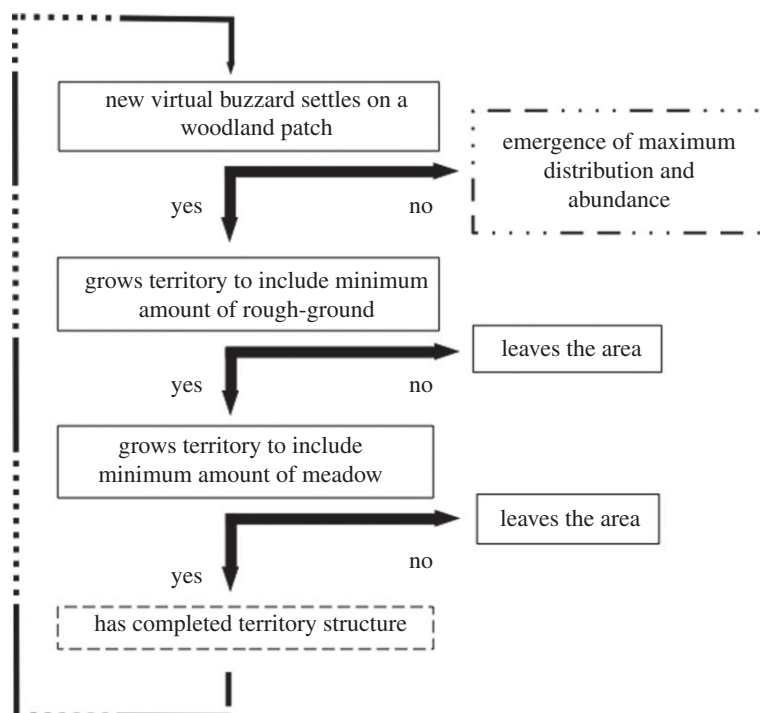 new virtual buzzard settles on a
woodland patch
emergence of maximum
distribution and
abundance
yes
no
grows territory to include minimum
amount of rough-ground
leaves the area
yes
no
grows territory to include
minimum amount of meadow
leaves the area
yes
no
has completed territory structure